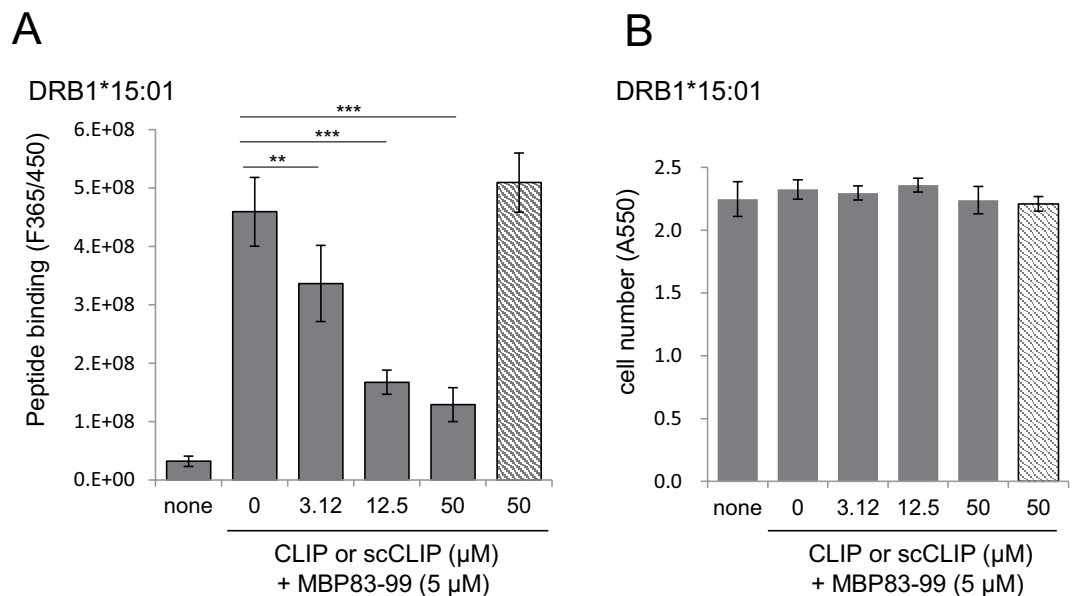 A
DRB1*15:01
***
***
**
Peptide binding (F365/450)
6.E+08
5.E+08
4.E+08
3.E+08
2.E+08
1.E+08
0.E+00
none 0 3.12 12.5 50 50
CLIP or scCLIP (μM)
+ MBP83-99 (5 μM)
B
DRB1*15:01
cell number (A550)
2.5
2.0
2.5
1.0
0.5
0.0
none 0 3.12 12.5 50 50
CLIP or scCLIP (μM)
+ MBP83-99 (5 μM)